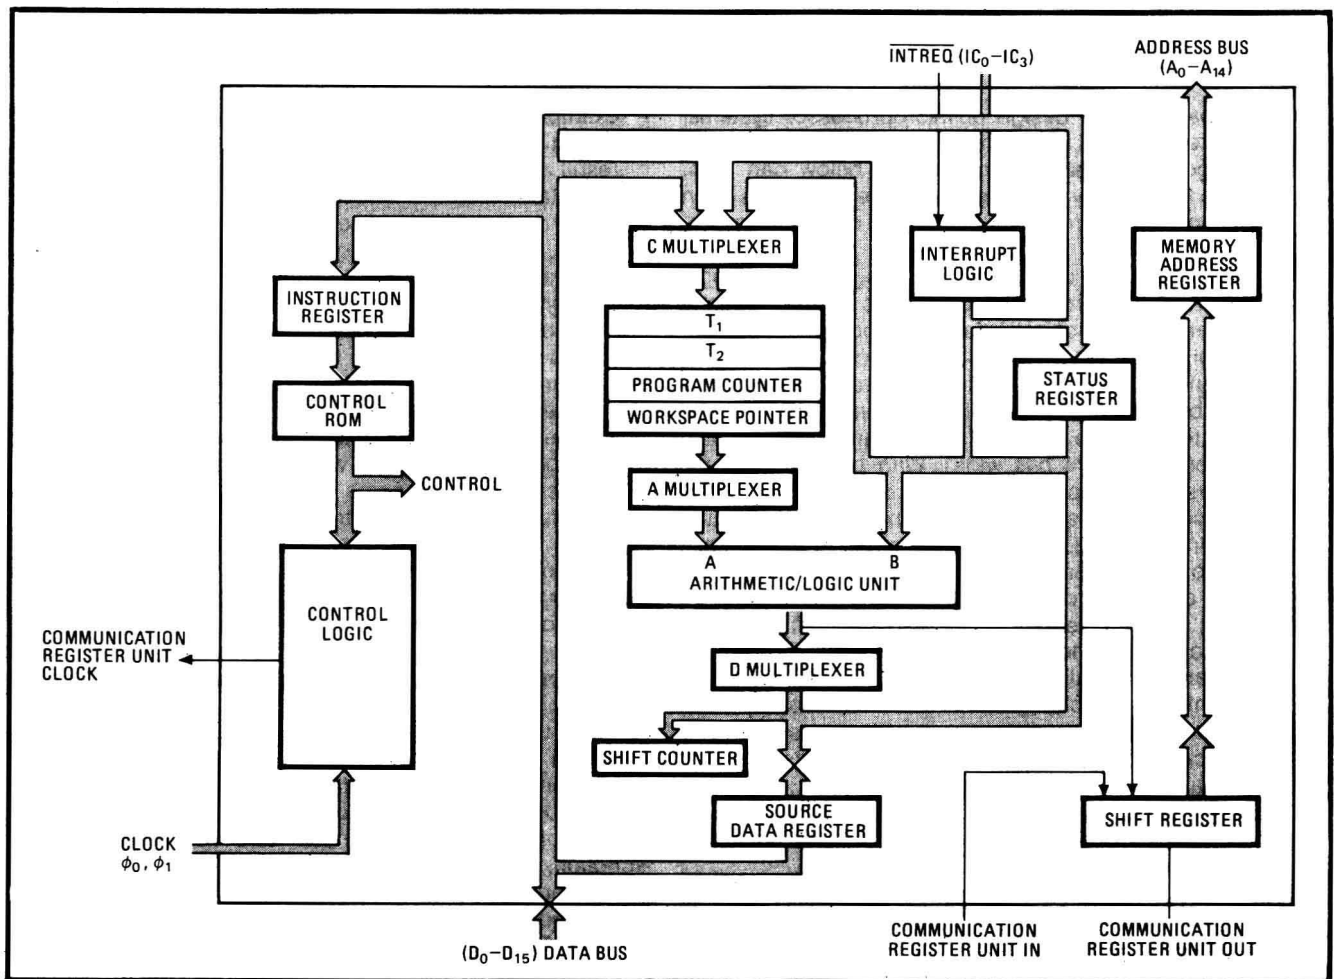 INTREQ (IC0–IC3)
ADDRESS BUS
(A0–A14)
C MULTIPLEXER
INTERRUPT
LOGIC
MEMORY
ADDRESS
REGISTER
INSTRUCTION
REGISTER
T1
T2
PROGRAM COUNTER
WORKSPACE POINTER
STATUS
REGISTER
CONTROL
ROM
CONTROL
A MULTIPLEXER
A
B
ARITHMETIC/LOGIC UNIT
CONTROL
LOGIC
COMMUNICATION
REGISTER UNIT
CLOCK
D MULTIPLEXER
SHIFT COUNTER
SOURCE
DATA REGISTER
SHIFT REGISTER
CLOCK
ϕ0, ϕ1
COMMUNICATION
REGISTER UNIT IN
COMMUNICATION
REGISTER UNIT OUT
(D0–D15) DATA BUS